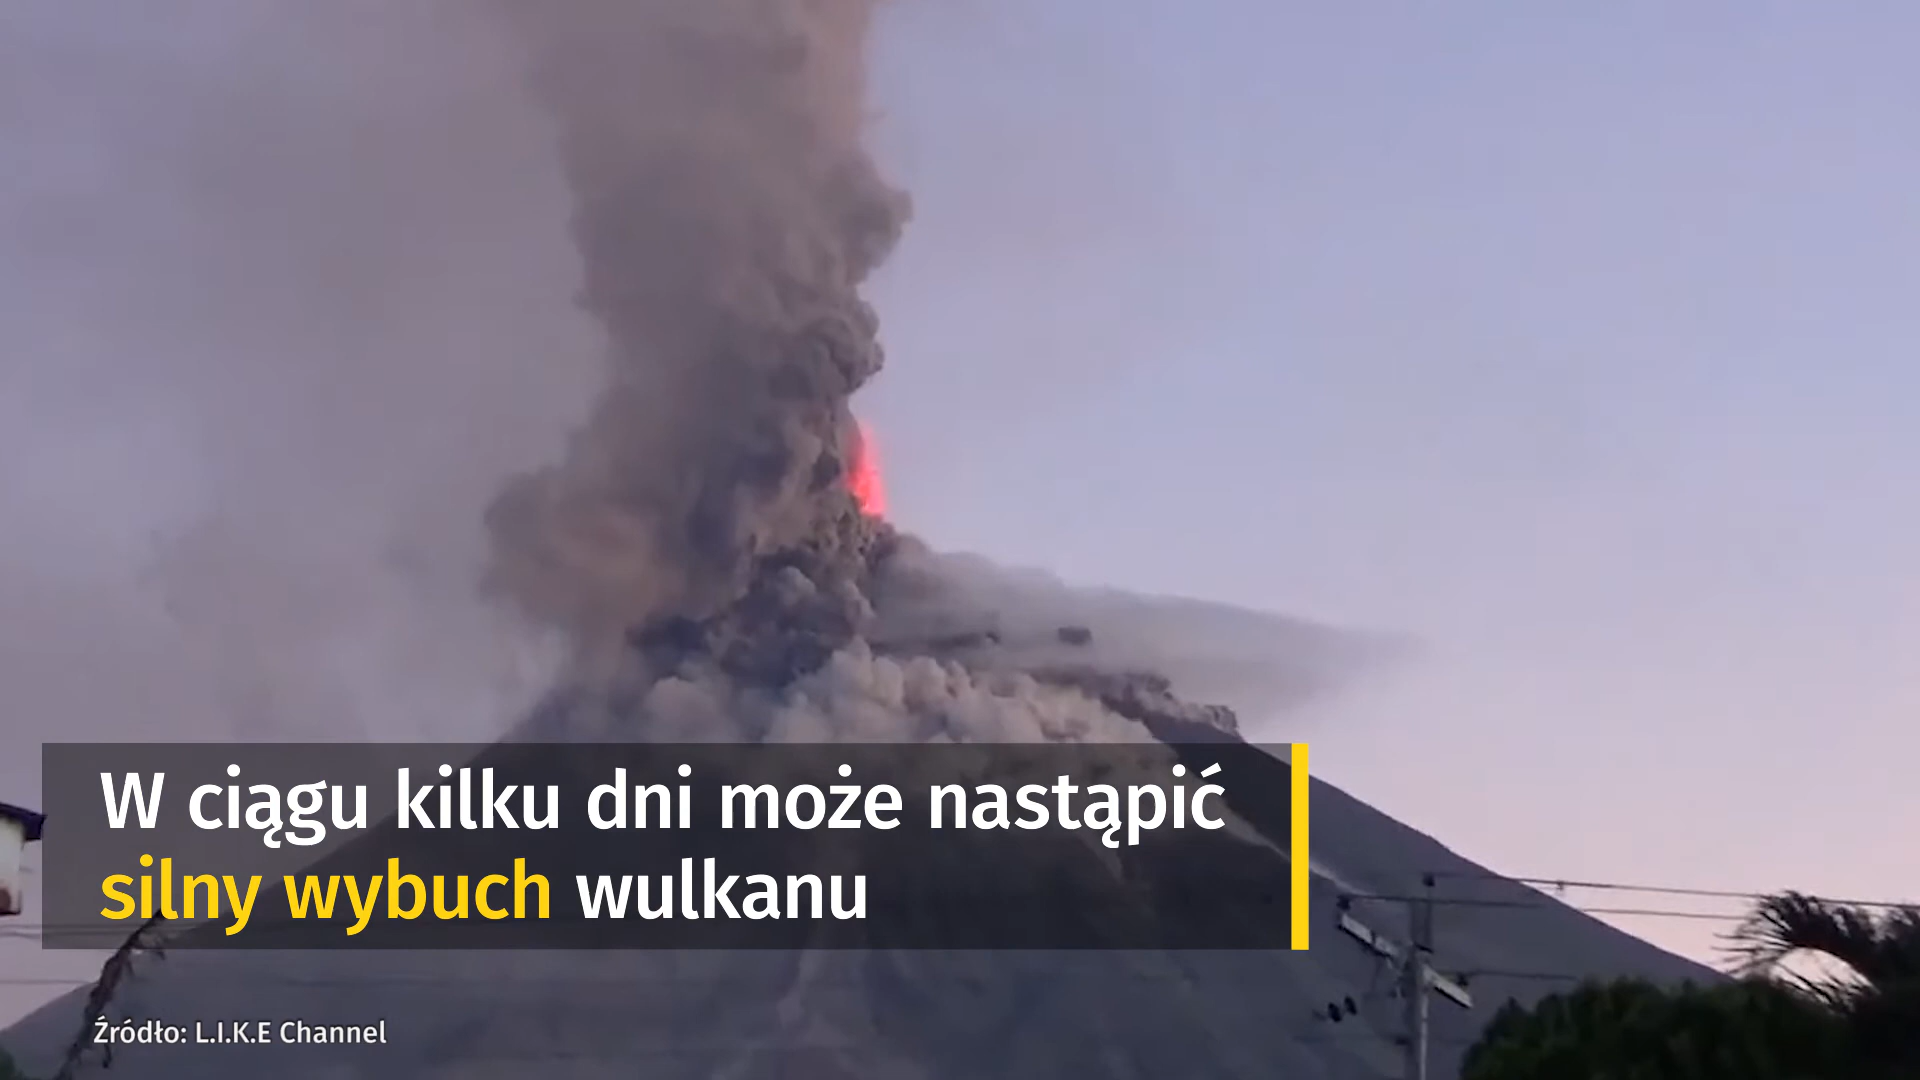 W ciągu kilku dni może nastąpić
silny wybuch wulkanu
Źródło: L.I.K.E Channel